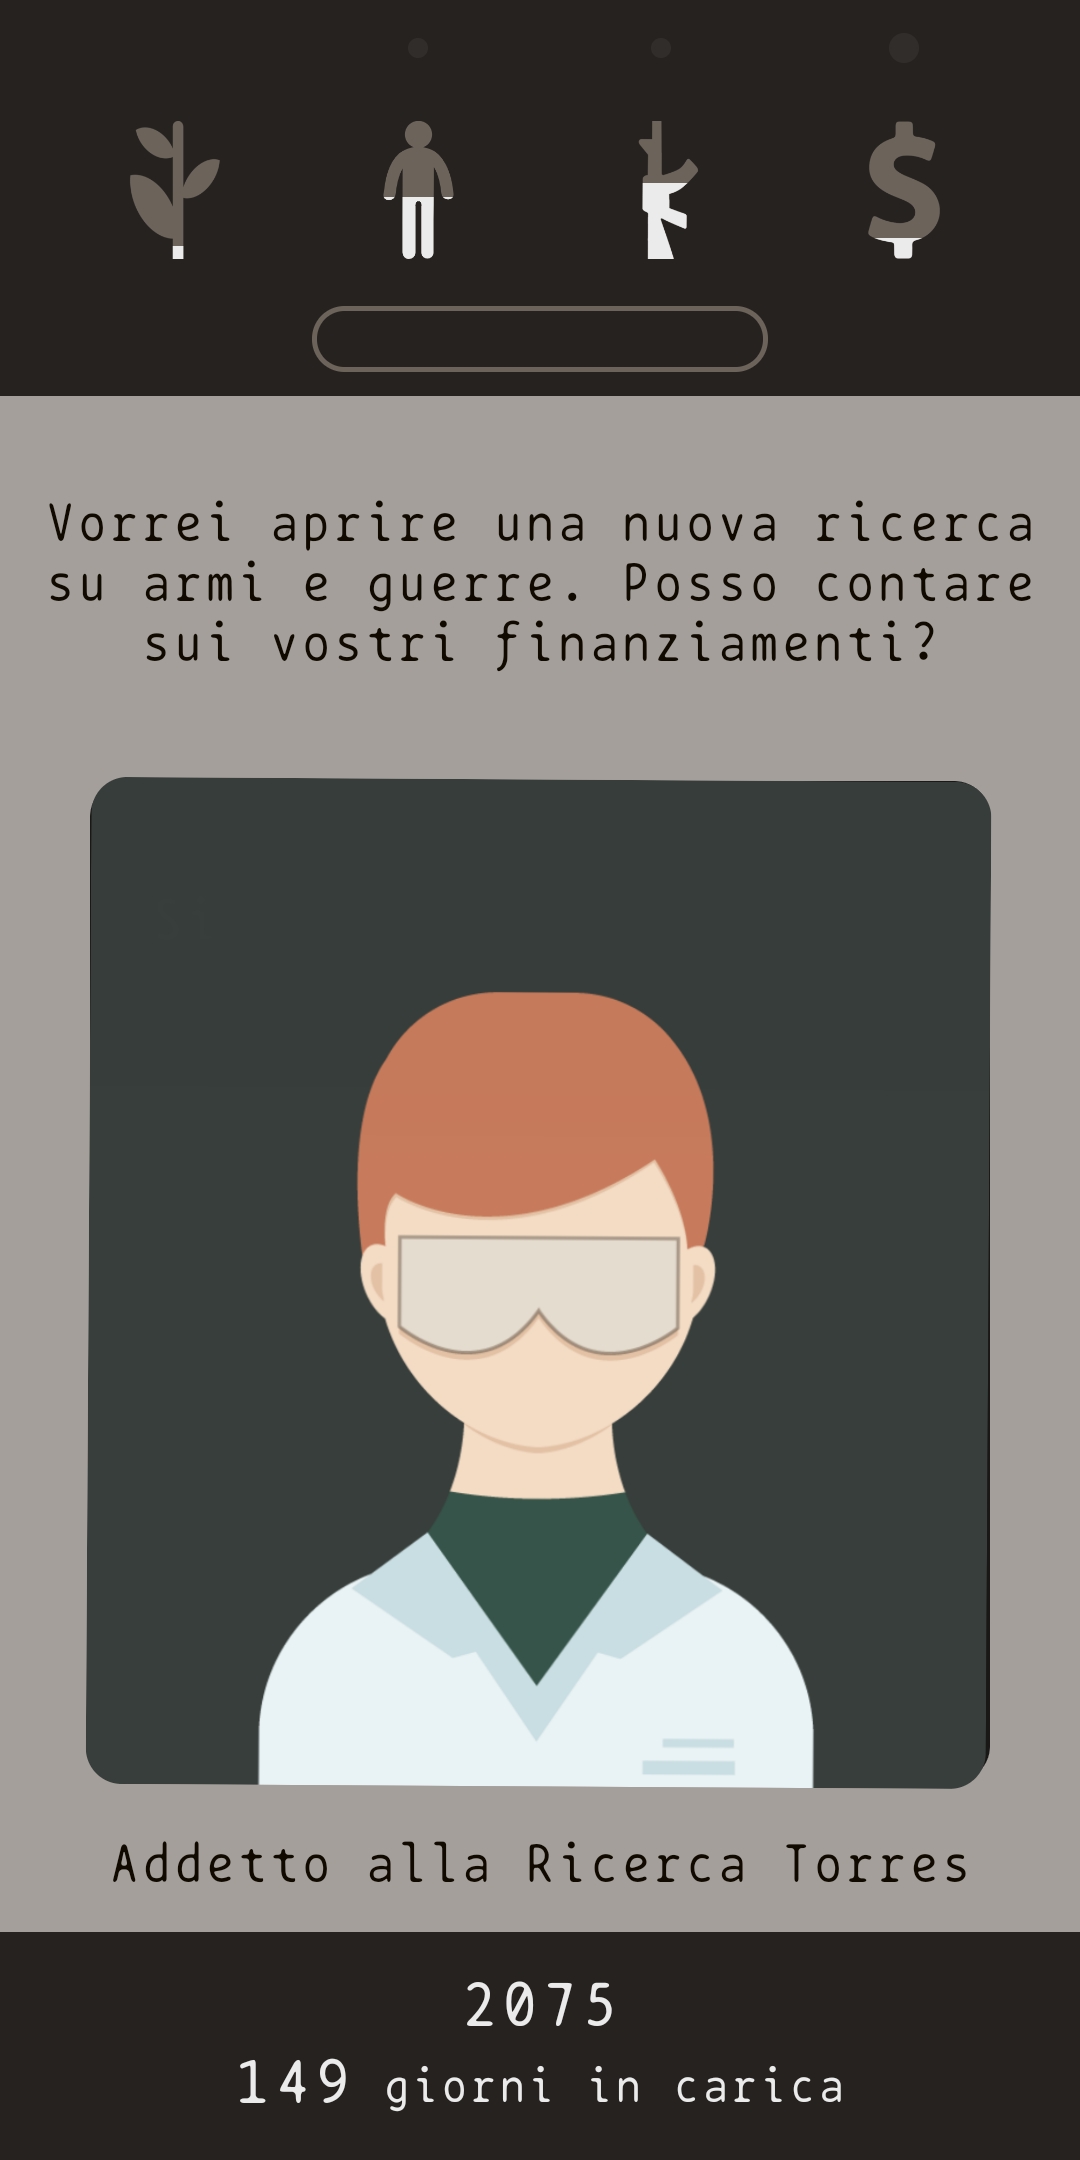 Vorrei aprire una nuova ricerca
su armi e guerre. Posso contare
sui vostri finanziamenti?
Addetto alla Ricerca Torres
2075
149 giorni in carica